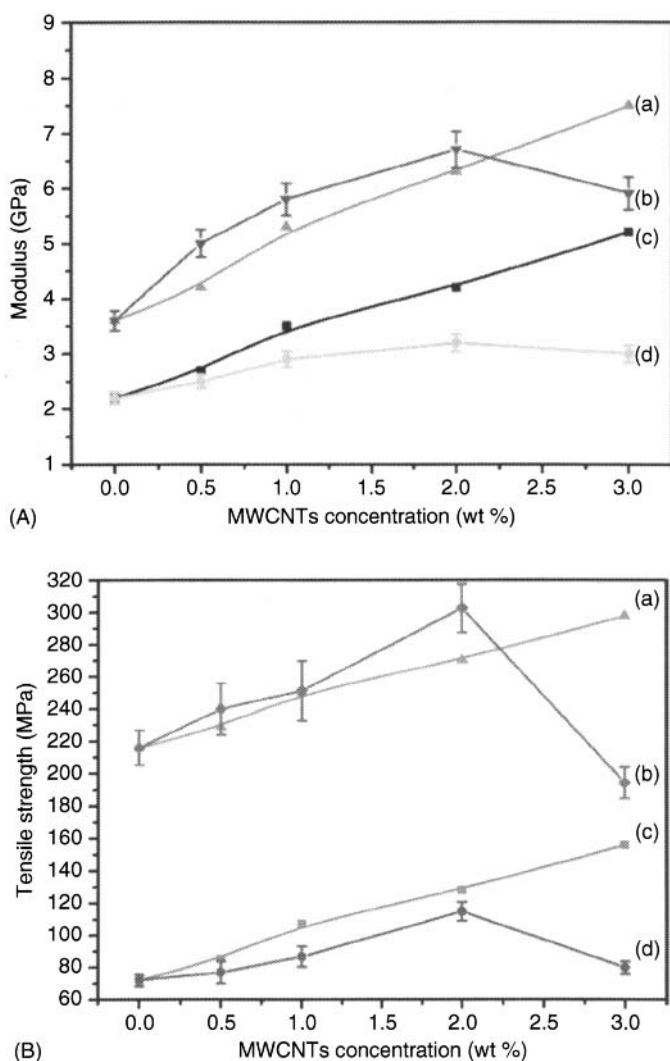 9
8
7
6
5
4
3
2
1
Modulus (GPa)
(a)
(b)
(c)
(d)
0.0 0.5 1.0 1.5 2.0 2.5 3.0
(A) MWCNTs concentration (wt %)
320
300
280
260
240
220
200
180
160
140
120
100
80
60
Tensile strength (MPa)
(a)
(b)
(c)
(d)
0.0 0.5 1.0 1.5 2.0 2.5 3.0
(B) MWCNTs concentration (wt %)